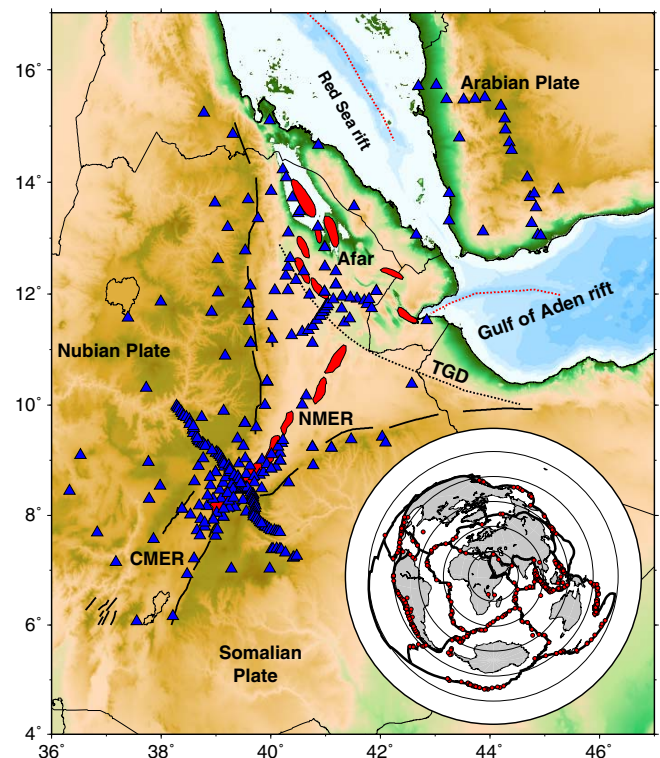 16°
14°
12°
10°
8°
6°
4°
Red Sea rift
Arabian Plate
Afar
Gulf of Aden rift
Nubian Plate
TGD
NMER
CMER
Somalian
Plate
36°
38°
40°
42°
44°
46°